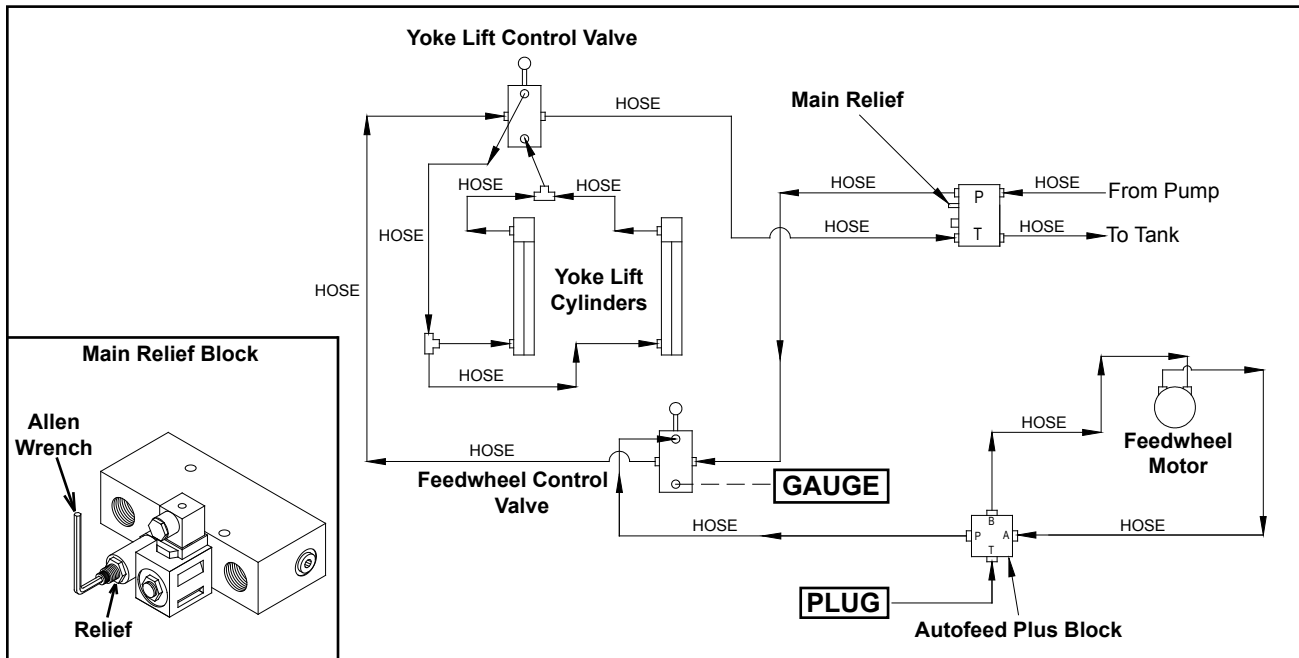 Yoke Lift Control Valve
HOSE
Main Relief
HOSE
From Pump
P
HOSE
HOSE
HOSE
T
HOSE
To Tank
HOSE
Yoke Lift
Cylinders
HOSE
HOSE
HOSE
Main Relief Block
Allen
Wrench
Relief
HOSE
Feedwheel Control
Valve
GAUGE
HOSE
HOSE
Feedwheel
Motor
HOSE
B
P
A
T
PLUG
Autofeed Plus Block